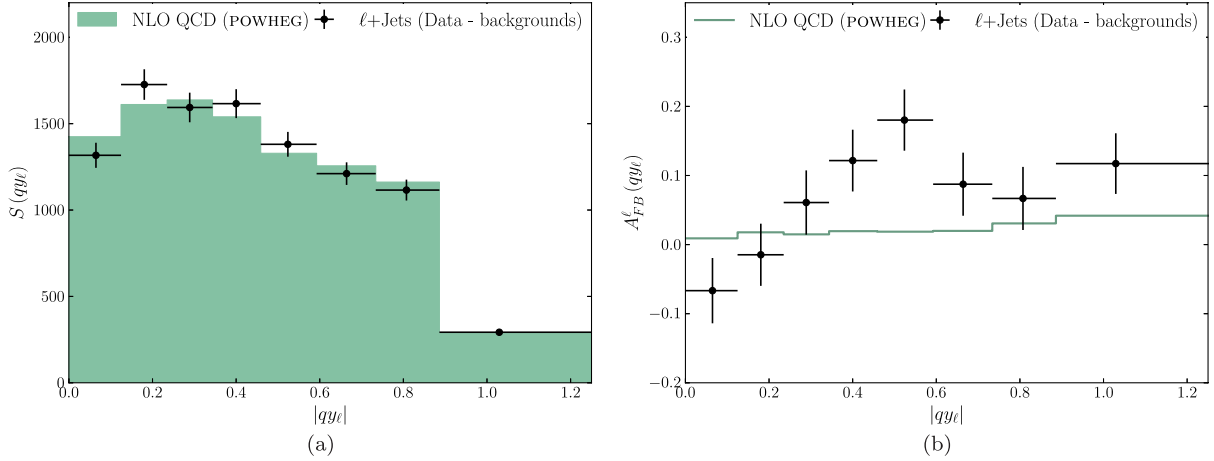 NLO QCD (POWHEG) ℓ+Jets (Data - backgrounds)
2000
1500
1000
500
0
S (qyℓ)
0.0 0.2 0.4 0.6 0.8 1.0 1.2
|qyℓ|
(a)
NLO QCD (POWHEG) ℓ+Jets (Data - backgrounds)
0.3
0.2
0.1
0.0
−0.1
−0.2
A^ℓ_FB (qyℓ)
0.0 0.2 0.4 0.6 0.8 1.0 1.2
|qyℓ|
(b)